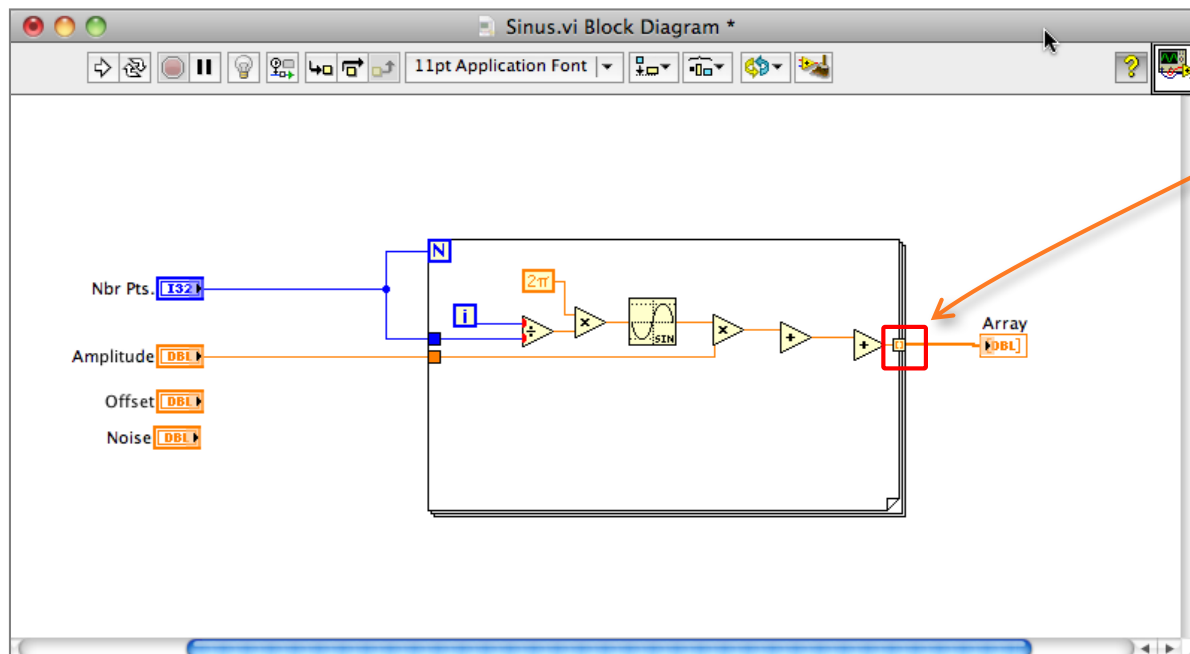 Sinus.vi Block Diagram *
11pt Application Font
?
N
Nbr Pts. I32
2π
i
÷
x
SIN
x
+
+
[]
Array
DBL]
Amplitude DBL
Offset DBL
Noise DBL